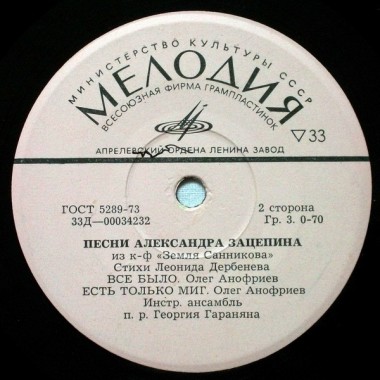 МИНИСТЕРСТВО КУЛЬТУРЫ СССР
МЕЛОДИЯ
ВСЕСОЮЗНАЯ ФИРМА ГРАМПЛАСТИНОК
▽33
АПРЕЛЕВСКИЙ ОРДЕНА ЛЕНИНА ЗАВОД
ГОСТ 5289-73
33Д—00034232
2 сторона
Гр. 3. 0-70
ПЕСНИ АЛЕКСАНДРА ЗАЦЕПИНА
из к-ф «Земля Санникова»
Стихи Леонида Дербенева
ВСЕ БЫЛО. Олег Анофриев
ЕСТЬ ТОЛЬКО МИГ. Олег Анофриев
Инстр. ансамбль
п. р. Георгия Гараняна